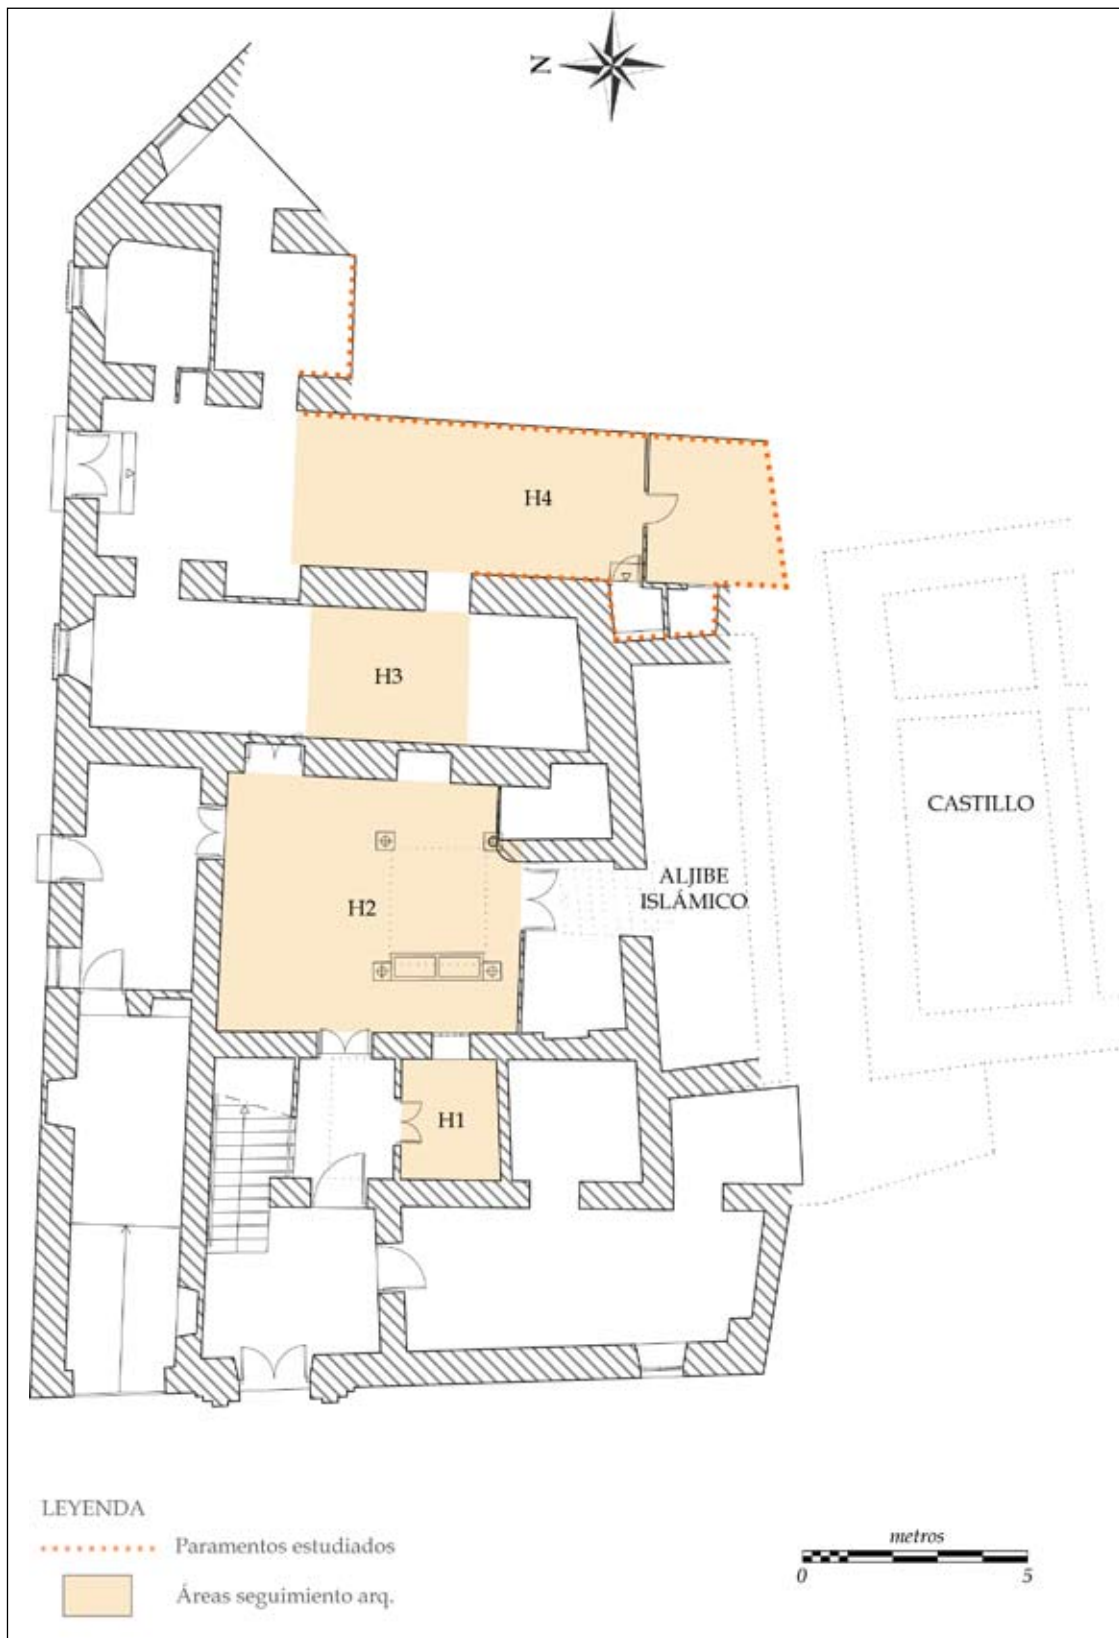 N
H4
H3
CASTILLO
ALJIBE
ISLÁMICO
H2
H1
LEYENDA
Paramentos estudiados
Áreas seguimiento arq.
metros
0 5